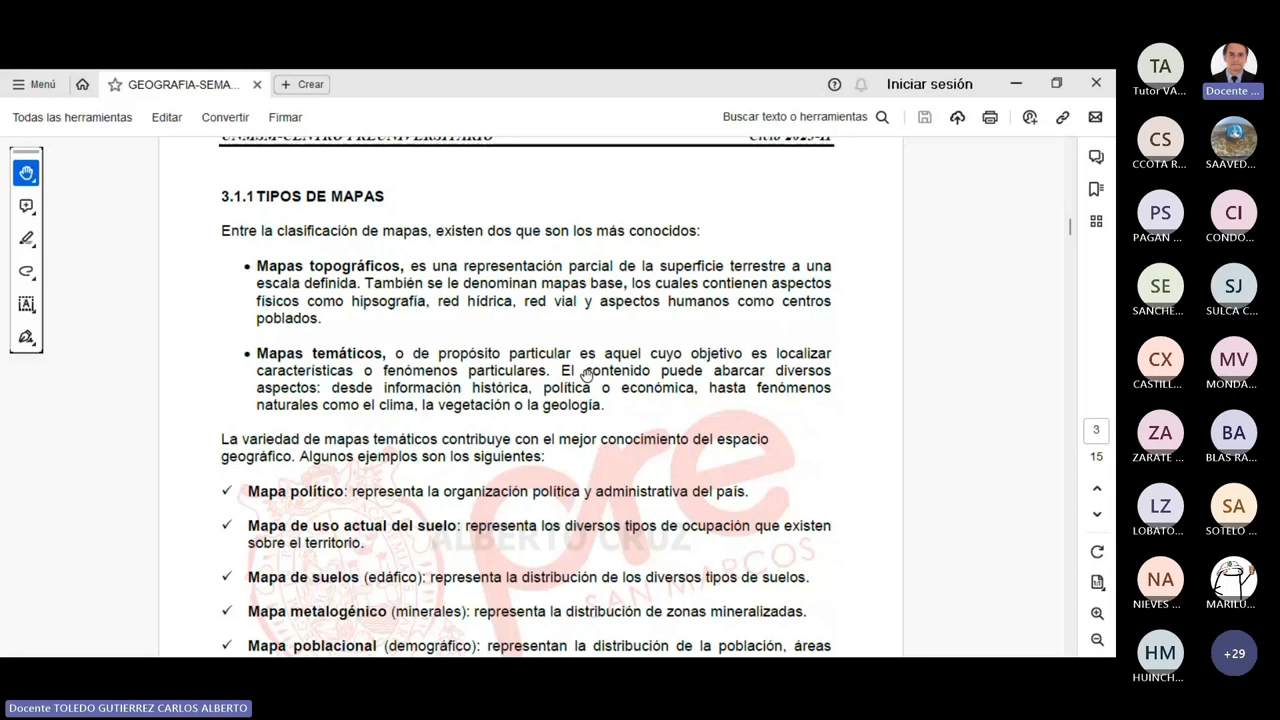 Menú
GEOGRAFIA-SEMA...
Crear
Iniciar sesión
Todas las herramientas
Editar
Convertir
Firmar
Buscar texto o herramientas
UNMSM-CENTRO PREUNIVERSITARIO
Ciclo 2023-II
3.1.1 TIPOS DE MAPAS
Entre la clasificación de mapas, existen dos que son los más conocidos:
• Mapas topográficos, es una representación parcial de la superficie terrestre a una
escala definida. También se le denominan mapas base, los cuales contienen aspectos
físicos como hipsografía, red hídrica, red vial y aspectos humanos como centros
poblados.
• Mapas temáticos, o de propósito particular es aquel cuyo objetivo es localizar
características o fenómenos particulares. El contenido puede abarcar diversos
aspectos: desde información histórica, política o económica, hasta fenómenos
naturales como el clima, la vegetación o la geología.
La variedad de mapas temáticos contribuye con el mejor conocimiento del espacio
geográfico. Algunos ejemplos son los siguientes:
✓ Mapa político: representa la organización política y administrativa del país.
✓ Mapa de uso actual del suelo: representa los diversos tipos de ocupación que existen
sobre el territorio.
✓ Mapa de suelos (edáfico): representa la distribución de los diversos tipos de suelos.
✓ Mapa metalogénico (minerales): representa la distribución de zonas mineralizadas.
✓ Mapa poblacional (demográfico): representan la distribución de la población, áreas
pre
SAN MARCOS
ALBERTO CRUZ
3
15
TA
Tutor VA...
Docente ...
CS
CCOTA R...
SAAVED...
PS
PAGAN ...
CI
CONDO...
SE
SANCHE...
SJ
SULCA C...
CX
CASTILL...
MV
MONDA...
ZA
ZARATE ...
BA
BLAS RA...
LZ
LOBATO...
SA
SOTELO ...
NA
NIEVES ...
MARILU...
HM
HUINCH...
+29
Docente TOLEDO GUTIERREZ CARLOS ALBERTO